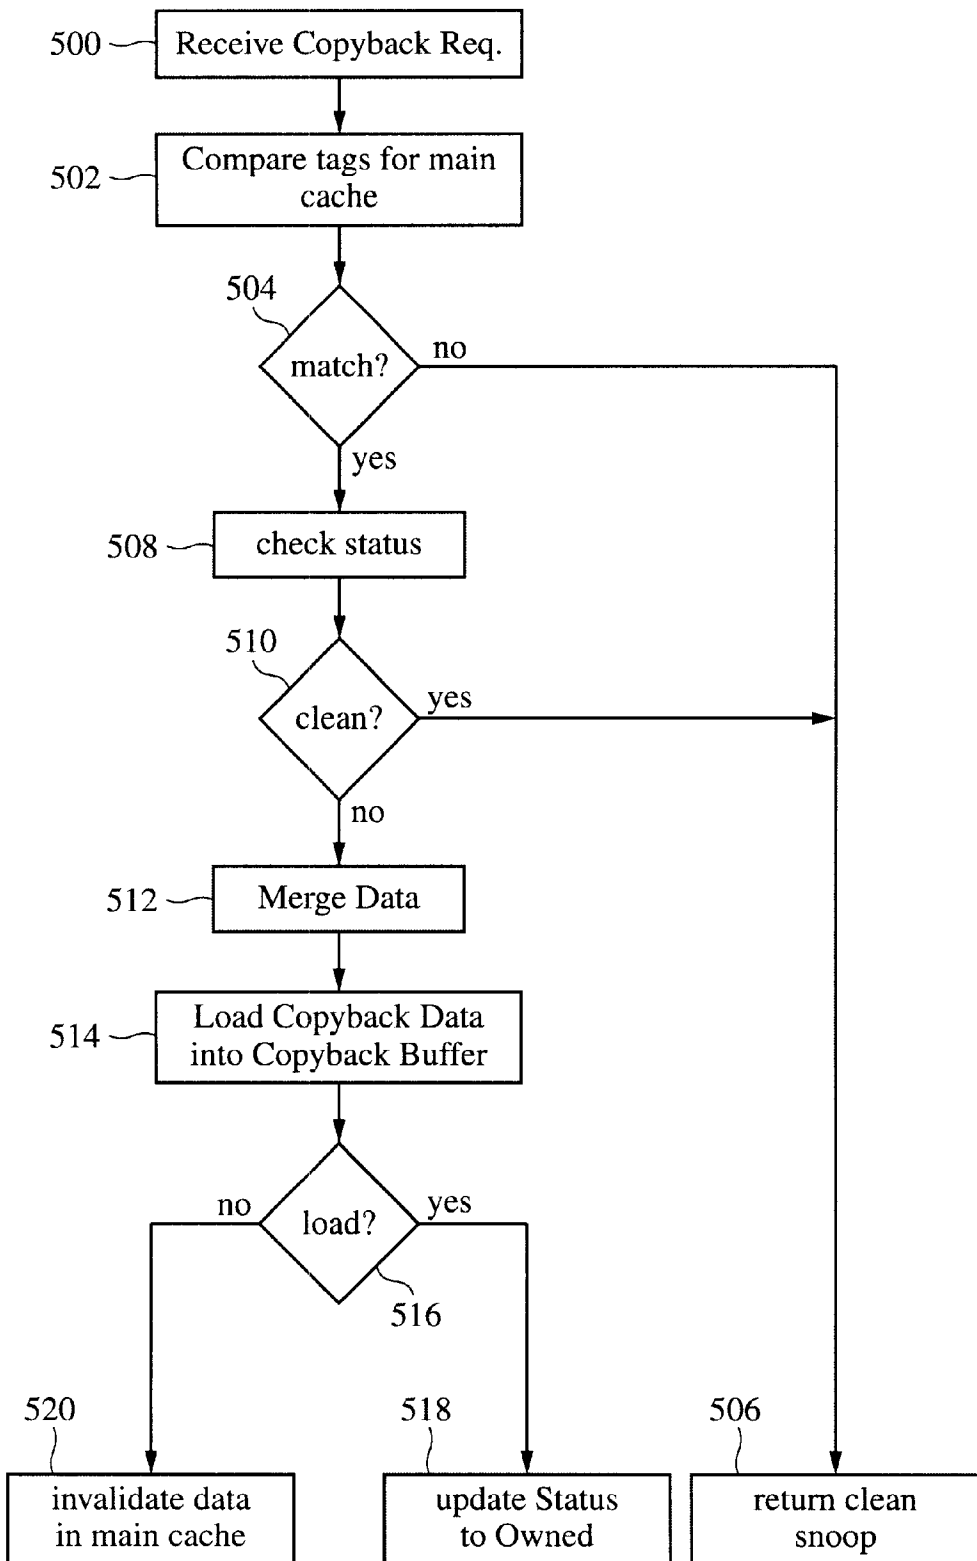 500
Receive Copyback Req.
502
Compare tags for main
cache
504
match?
no
yes
508
check status
510
clean?
yes
no
512
Merge Data
514
Load Copyback Data
into Copyback Buffer
no
load?
yes
516
520
518
506
invalidate data
in main cache
update Status
to Owned
return clean
snoop